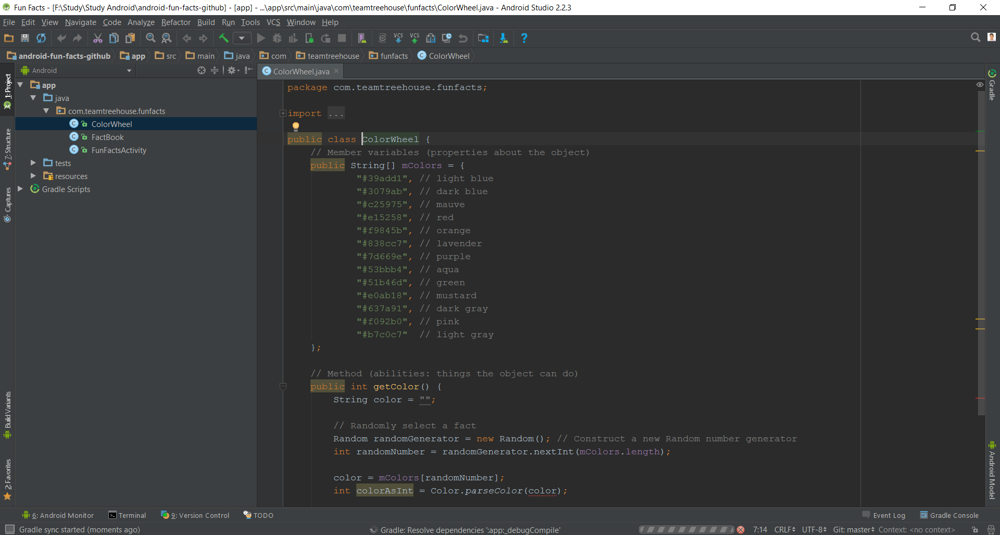 Fun Facts - [F:\Study\Study Android\android-fun-facts-github] - [app] - ...\app\src\main\java\com\teamtreehouse\funfacts\ColorWheel.java - Android Studio 2.2.3
File Edit View Navigate Code Analyze Refactor Build Run Tools VCS Window Help
VCS VCS ?
android-fun-facts-github app src main java com teamtreehouse funfacts ColorWheel
Android
ColorWheel.java
1: Project
7: Structure
Captures
Build Variants
2: Favorites
app
java
com.teamtreehouse.funfacts
ColorWheel
FactBook
FunFactsActivity
tests
resources
Gradle Scripts
package com.teamtreehouse.funfacts;
import ...
public class ColorWheel {
// Member variables (properties about the object)
public String[] mColors = {
"#39add1", // light blue
"#3079ab", // dark blue
"#c25975", // mauve
"#e15258", // red
"#f9845b", // orange
"#838cc7", // lavender
"#7d669e", // purple
"#53bbb4", // aqua
"#51b46d", // green
"#e0ab18", // mustard
"#637a91", // dark gray
"#f092b0", // pink
"#b7c0c7" // light gray
};
// Method (abilities: things the object can do)
public int getColor() {
String color = "";
// Randomly select a fact
Random randomGenerator = new Random(); // Construct a new Random number generator
int randomNumber = randomGenerator.nextInt(mColors.length);
color = mColors[randomNumber];
int colorAsInt = Color.parseColor(color);
Gradle
Android Model
6: Android Monitor Terminal 9: Version Control TODO Event Log Gradle Console
Gradle sync started (moments ago) Gradle: Resolve dependencies ':app:_debugCompile' 7:14 CRLF UTF-8 Git: master Context: <no context>